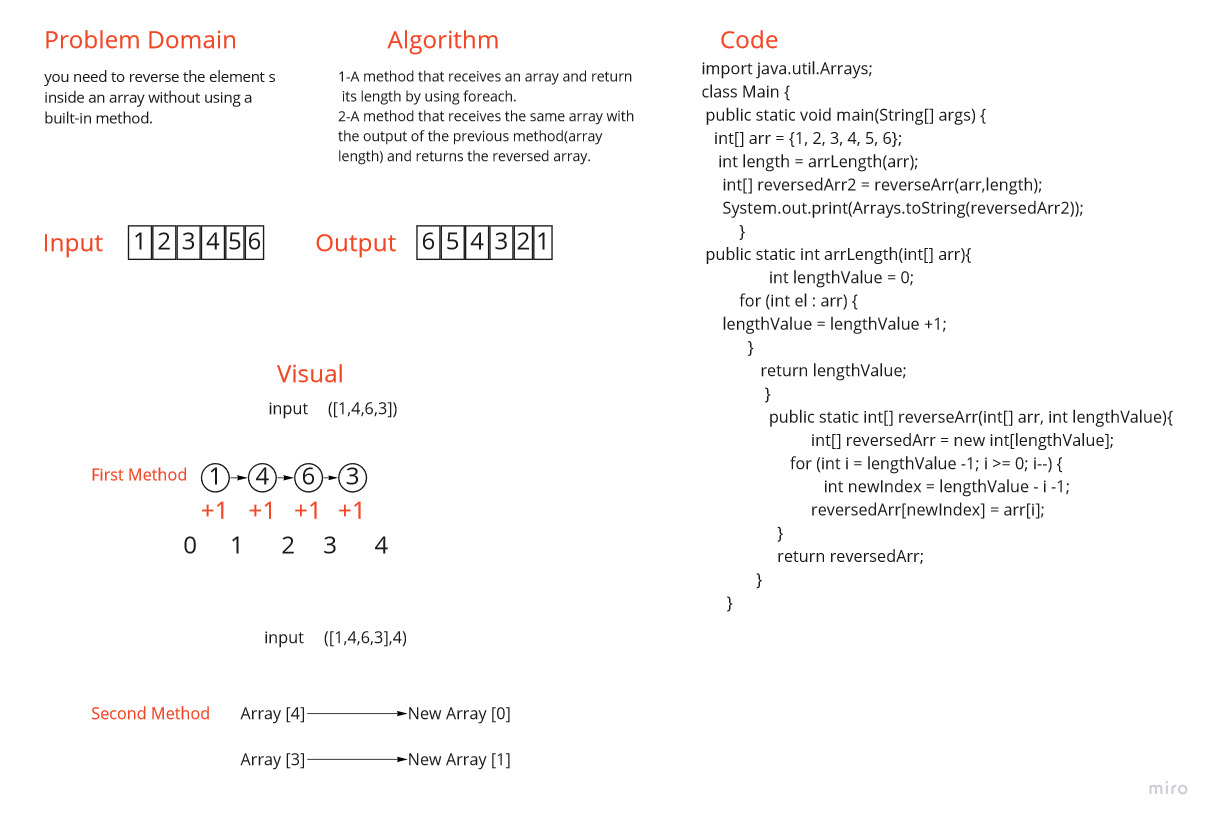 Problem Domain
you need to reverse the element s
inside an array without using a
built-in method.
Algorithm
1-A method that receives an array and return
its length by using foreach.
2-A method that receives the same array with
the output of the previous method(array
length) and returns the reversed array.
Input 1 2 3 4 5 6
Output 6 5 4 3 2 1
Visual
input ([1,4,6,3])
First Method 1 4 6 3
+1 +1 +1 +1
0 1 2 3 4
input ([1,4,6,3],4)
Second Method Array [4] New Array [0]
Array [3] New Array [1]
Code
import java.util.Arrays;
class Main {
public static void main(String[] args) {
int[] arr = {1, 2, 3, 4, 5, 6};
int length = arrLength(arr);
int[] reversedArr2 = reverseArr(arr,length);
System.out.print(Arrays.toString(reversedArr2));
}
public static int arrLength(int[] arr){
int lengthValue = 0;
for (int el : arr) {
lengthValue = lengthValue +1;
}
return lengthValue;
}
public static int[] reverseArr(int[] arr, int lengthValue){
int[] reversedArr = new int[lengthValue];
for (int i = lengthValue -1; i >= 0; i--) {
int newIndex = lengthValue - i -1;
reversedArr[newIndex] = arr[i];
}
return reversedArr;
}
}
miro